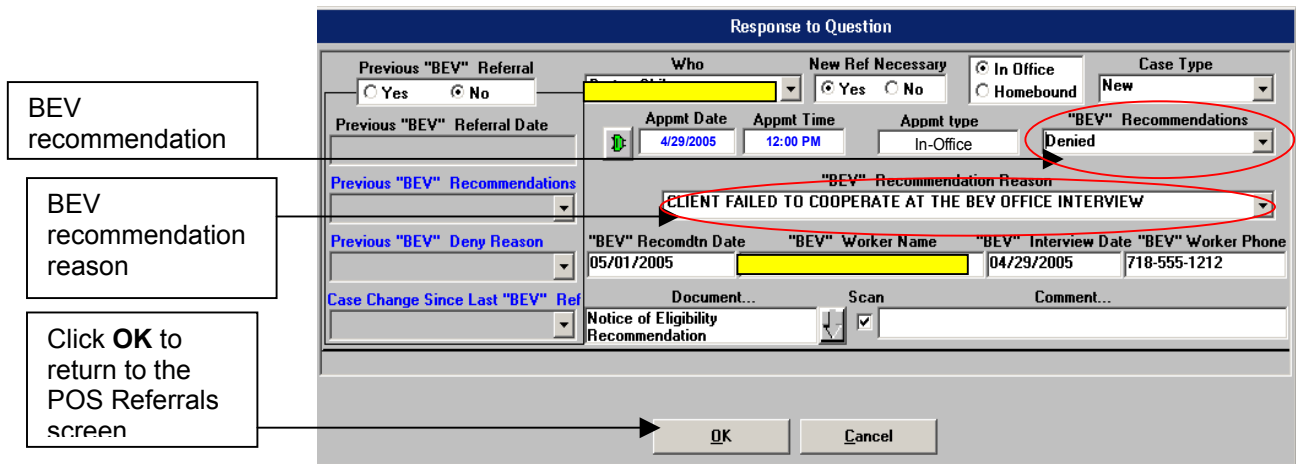 Response to Question
Previous "BEV" Referral
Yes No
Who
New Ref Necessary
Yes No
In Office
Homebound
Case Type
New
BEV
recommendation
Previous "BEV" Referral Date
Appmt Date
4/29/2005
Appmt Time
12:00 PM
Appmt type
In-Office
"BEV" Recommendations
Denied
BEV
recommendation
reason
Previous "BEV" Recommendations
"BEV" Recommendation Reason
CLIENT FAILED TO COOPERATE AT THE BEV OFFICE INTERVIEW
Previous "BEV" Deny Reason
"BEV" Recomdtn Date
05/01/2005
"BEV" Worker Name
"BEV" Interview Date
04/29/2005
"BEV" Worker Phone
718-555-1212
Case Change Since Last "BEV" Ref
Document...
Notice of Eligibility
Recommendation
Scan
Comment...
Click OK to
return to the
POS Referrals
screen
OK
Cancel